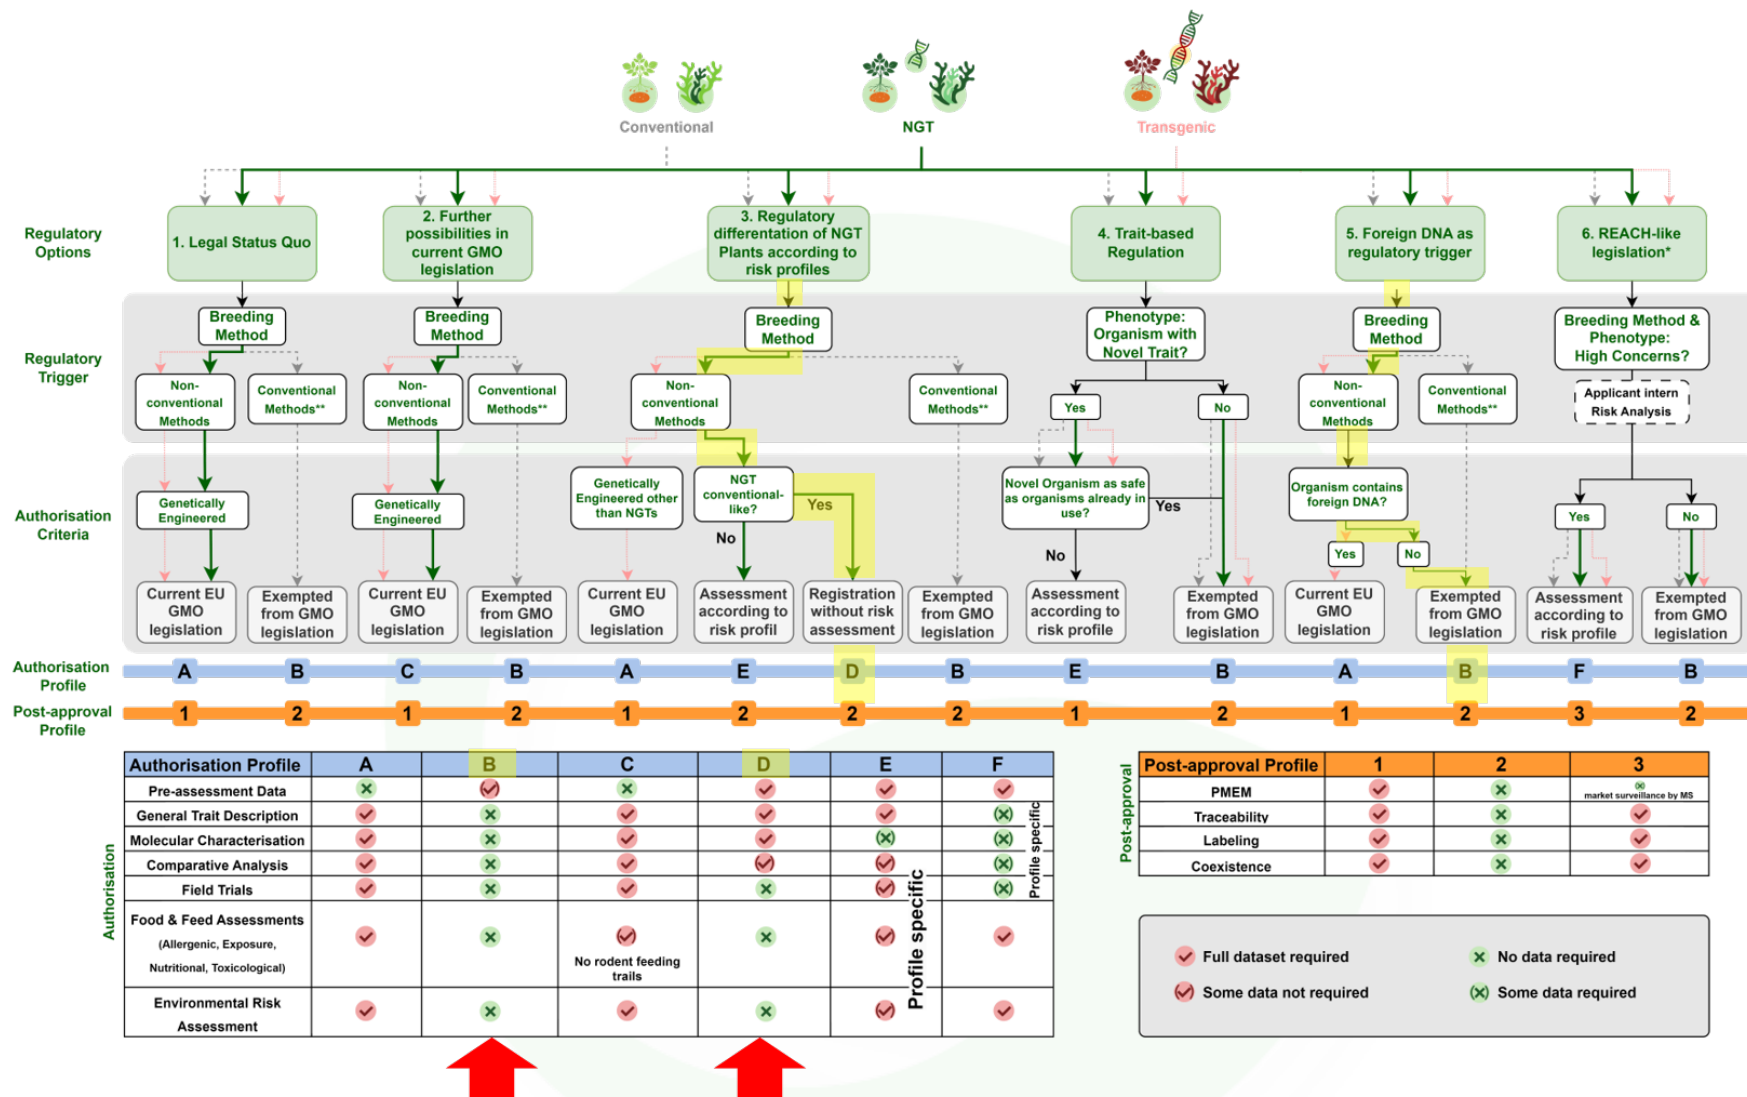 Conventional
NGT
Transgenic
Regulatory
Options
1. Legal Status Quo
2. Further
possibilities in
current GMO
legislation
3. Regulatory
differentation of NGT
Plants according to
risk profiles
4. Trait-based
Regulation
5. Foreign DNA as
regulatory trigger
6. REACH-like
legislation*
Regulatory
Trigger
Breeding
Method
Non-
conventional
Methods
Conventional
Methods**
Breeding
Method
Non-
conventional
Methods
Conventional
Methods**
Breeding
Method
Non-
conventional
Methods
Conventional
Methods**
Phenotype:
Organism with
Novel Trait?
Yes
No
Breeding
Method
Non-
conventional
Methods
Conventional
Methods**
Breeding Method &
Phenotype:
High Concerns?
Applicant intern
Risk Analysis
Authorisation
Criteria
Genetically
Engineered
Genetically
Engineered
Genetically
Engineered other
than NGTs
NGT
conventional-
like?
Yes
No
Novel Organism as safe
as organisms already in
use?
Yes
No
Organism contains
foreign DNA?
Yes
No
Yes
No
Current EU
GMO
legislation
Exempted
from GMO
legislation
Current EU
GMO
legislation
Exempted
from GMO
legislation
Current EU
GMO
legislation
Assessment
according to
risk profil
Registration
without risk
assessment
Exempted
from GMO
legislation
Assessment
according to
risk profile
Exempted
from GMO
legislation
Current EU
GMO
legislation
Exempted
from GMO
legislation
Assessment
according to
risk profile
Exempted
from GMO
legislation
Authorisation
Profile
A B C B A E D B E B A B F B
Post-approval
Profile
1 2 1 2 1 2 2 2 1 2 1 2 3 2
Authorisation
Authorisation Profile A B C D E F
Pre-assessment Data
General Trait Description
Molecular Characterisation
Comparative Analysis
Field Trials
Food & Feed Assessments
(Allergenic, Exposure,
Nutritional, Toxicological)
No rodent feeding
trails
Environmental Risk
Assessment
Profile specific
Profile specific
Post-approval
Post-approval Profile 1 2 3
PMEM
market surveillance by MS
Traceability
Labeling
Coexistence
Full dataset required
No data required
Some data not required
Some data required